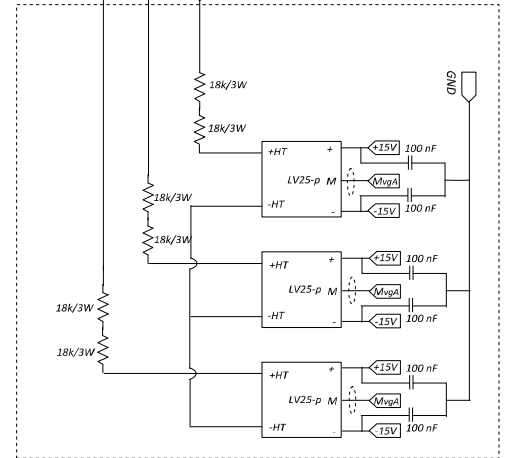 18k/3W
GND
18k/3W
+HT
+
+15V
100 nF
LV25-p
M
MvgA
-HT
-
-15V
100 nF
18k/3W
18k/3W
+HT
+
+15V
100 nF
LV25-p
M
MvgA
-HT
-
-15V
100 nF
18k/3W
18k/3W
+HT
+
+15V
100 nF
LV25-p
M
MvgA
-HT
-
-15V
100 nF